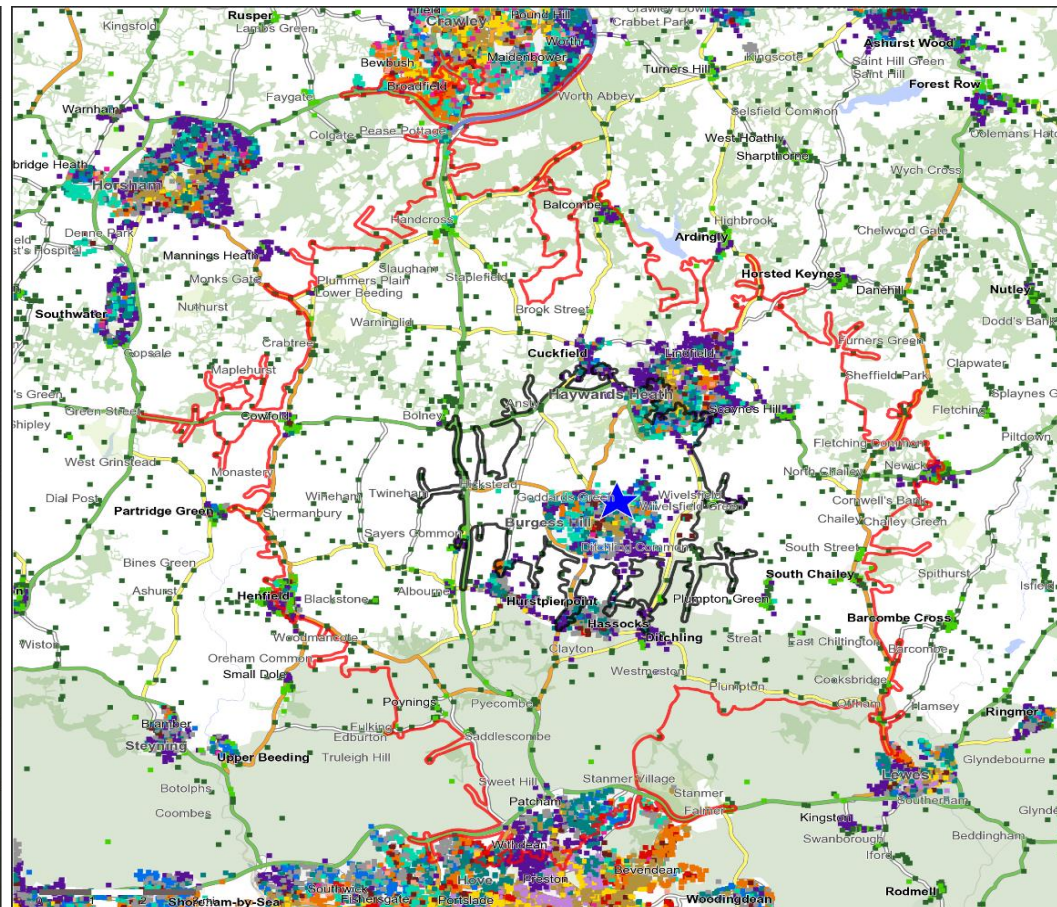 Kingsfold
Rusper
Lambs Green
Crawley
Pound Hill
Crabbet Park
Worth
Ashurst Wood
Bewbush
Maidenbower
Turners Hill
Kingscote
Saint Hill Green
Saint Hill
Warnham
Faygate
Broadfield
Worth Abbey
Forest Row
Selsfield Common
Colgate
Pease Pottage
West Hoathly
Sharpthorne
bridge Heath
Horsham
Wych Cross
Balcombe
Highbrook
Handcross
Ardingly
Chelwood Gate
Denne Park
Mannings Heath
Slaugham
Staplefield
Horsted Keynes
Monks Gate
Plummers Plain
Lower Beeding
Danehill
Nutley
Southwater
Nuthurst
Warninglid
Brook Street
Dodd's Bank
Crabtree
Furners Green
Copsale
Cuckfield
Lindfield
Clapwater
Maplehurst
Haywards Heath
Sheffield Park
's Green
Green Street
Cowfold
Bolney
Ansty
Scaynes Hill
Fletching
Shipley
Fletching Common
Piltdown
West Grinstead
Monastery
North Chailey
Newick
Dial Post
Wineham
Twineham
Hickstead
Goddards Green
Wivelsfield
Wivelsfield Green
Cornwell's Bank
Partridge Green
Shermanbury
Burgess Hill
Chailey
Chailey Green
Sayers Common
Ditchling Common
South Street
Bines Green
South Chailey
Spithurst
Ashurst
Henfield
Blackstone
Albourne
Hurstpierpoint
Plumpton Green
Barcombe Cross
Wiston
Woodmancote
Hassocks
Ditchling
Streat
East Chiltington
Barcombe
Oreham Common
Clayton
Westmeston
Small Dole
Cooksbridge
Plumpton
Offham
Hamsey
Poynings
Pyecombe
Ringmer
Bramber
Fulking
Edburton
Saddlescombe
Steyning
Upper Beeding
Truleigh Hill
Glyndebourne
Botolphs
Sweet Hill
Stanmer Village
Stanmer
Lewes
Coombes
Patcham
Falmer
Southerham
Kingston
Swanborough
Withdean
Beddingham
Iford
Bevendean
Hove
Preston
Southwick
Fishersgate
Portslade
Shoreham-by-Sea
Woodingdean
Rodmell